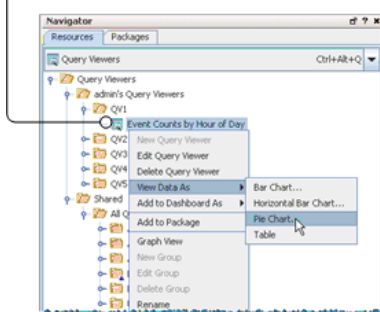 Navigator
Resources Packages
Query Viewers Ctrl+Alt+Q
Query Viewers
admin's Query Viewers
QV1
Event Counts by Hour of Day
QV2 New Query Viewer
QV3 Edit Query Viewer
QV4 Delete Query Viewer
QV5 View Data As Bar Chart...
Shared Add to Dashboard As Horizontal Bar Chart...
All Add to Package Pie Chart...
Table
Graph View
New Group
Edit Group
Delete Group
Rename